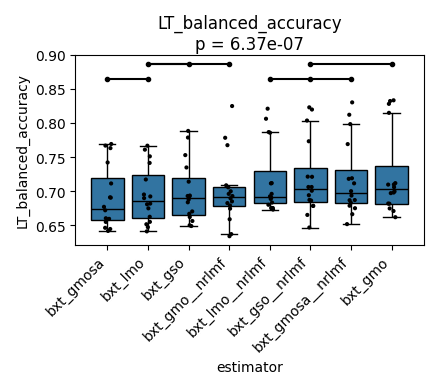 LT_balanced_accuracy
p = 6.37e-07
LT_balanced_accuracy
0.90
0.85
0.80
0.75
0.70
0.65
bxt_gmosa
bxt_lmo
bxt_gso
bxt_gmo__nrlmf
bxt_lmo__nrlmf
bxt_gso__nrlmf
bxt_gmosa__nrlmf
bxt_gmo
estimator